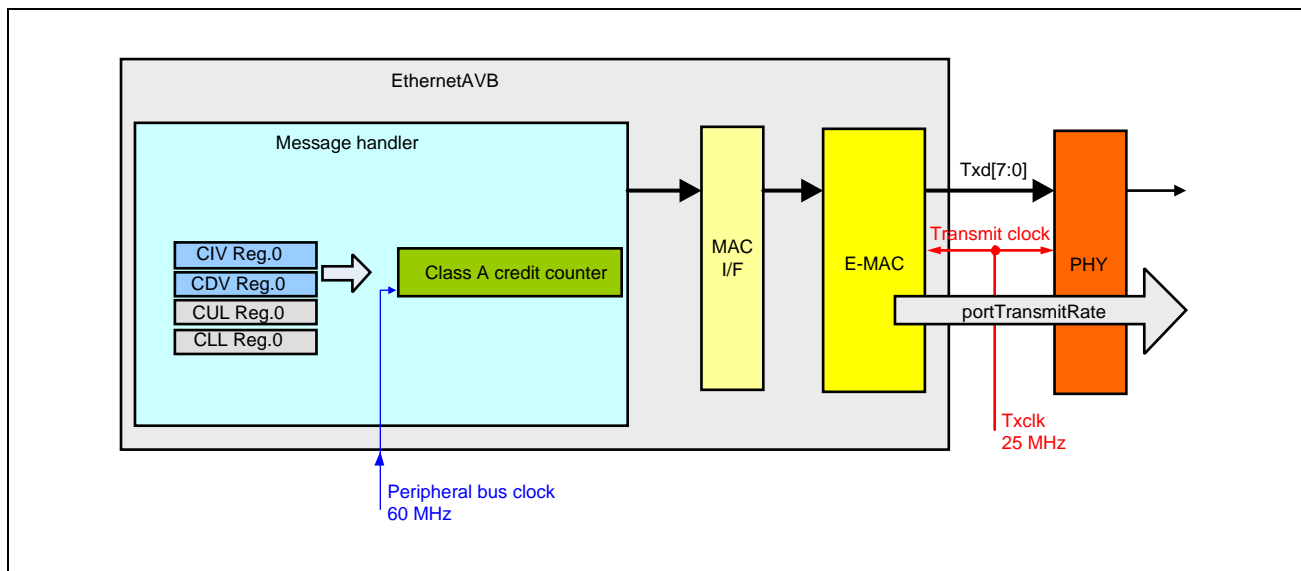 EthernetAVB
Message handler
CIV Reg.0
CDV Reg.0
CUL Reg.0
CLL Reg.0
Class A credit counter
MAC
I/F
E-MAC
Txd[7:0]
Transmit clock
PHY
portTransmitRate
Txclk
25 MHz
Peripheral bus clock
60 MHz